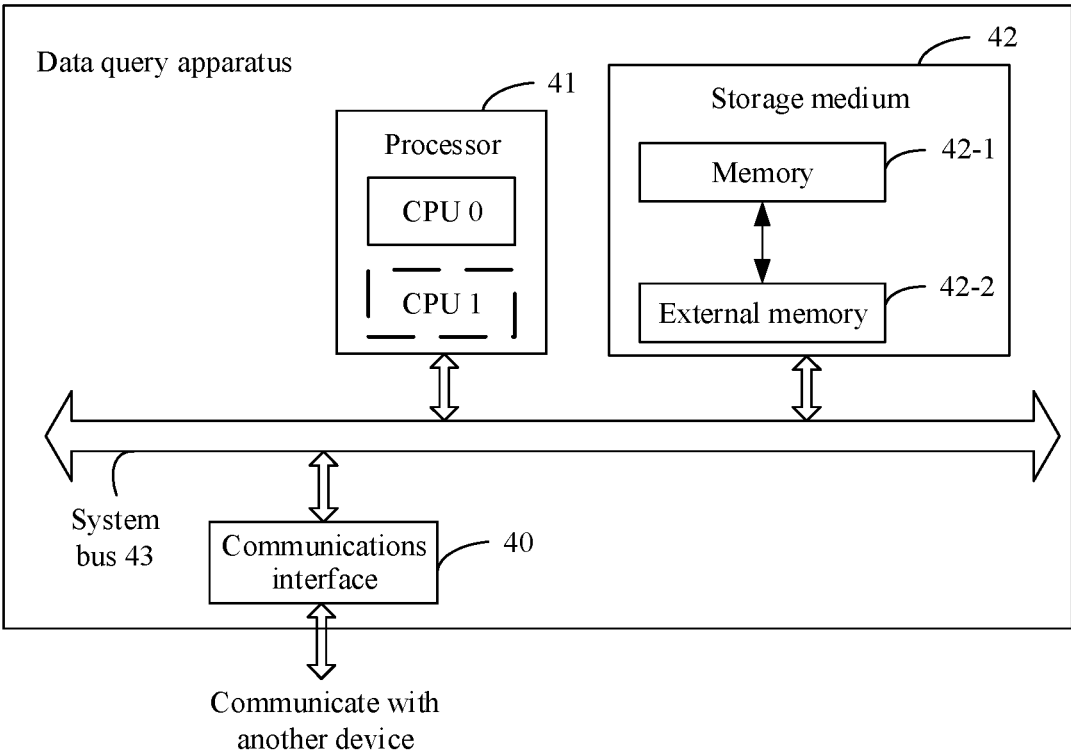 Data query apparatus
41
42
Processor
Storage medium
CPU 0
Memory
42-1
CPU 1
External memory
42-2
System
bus 43
Communications
interface
40
Communicate with
another device